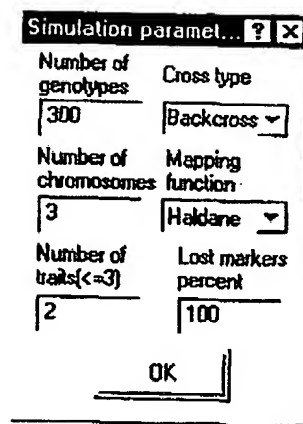 Simulation paramet... ? X
Number of genotypes
300
Cross type
Backcross
Number of chromosomes
3
Mapping function
Haldane
Number of traits(<=3)
2
Lost markers percent
100
OK